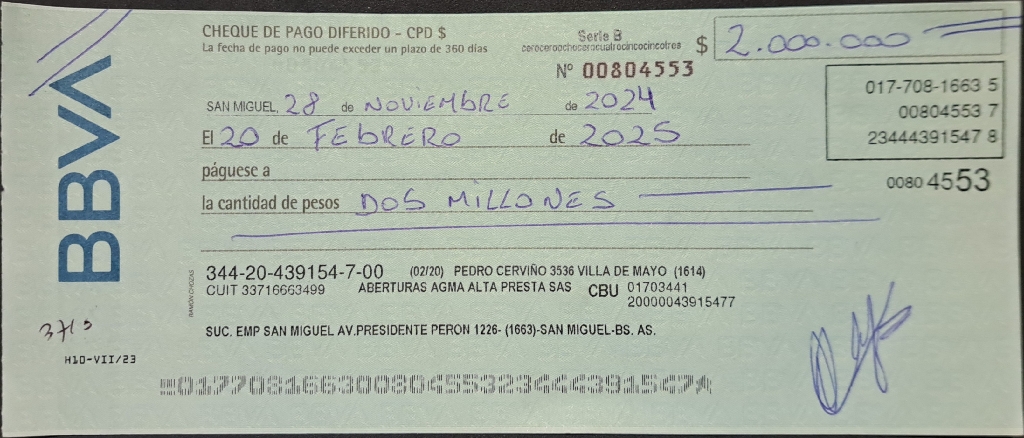 BBVA
CHEQUE DE PAGO DIFERIDO - CPD $
La fecha de pago no puede exceder un plazo de 360 días
Serie B
ceroceroochocerocuatrocincocincotres
$ 2.000.000
Nº 00804553
017-708-1663 5
00804553 7
23444391547 8
0080 4553
SAN MIGUEL, 28 de NOVIEMBRE de 2024
El 20 de FEBRERO de 2025
páguese a
la cantidad de pesos DOS MILLONES
344-20-439154-7-00 (02/20) PEDRO CERVIÑO 3536 VILLA DE MAYO (1614)
CUIT 33716663499 ABERTURAS AGMA ALTA PRESTA SAS CBU 01703441
20000043915477
RAMÓN CHOZAS
SUC. EMP SAN MIGUEL AV.PRESIDENTE PERON 1226- (1663)-SAN MIGUEL-BS. AS.
H10-VII/23
01770816630080455323444391547